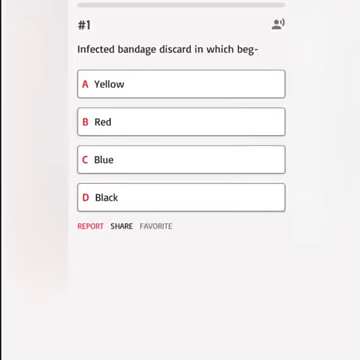 #1
Infected bandage discard in which beg-
A Yellow
B Red
C Blue
D Black
REPORT SHARE FAVORITE